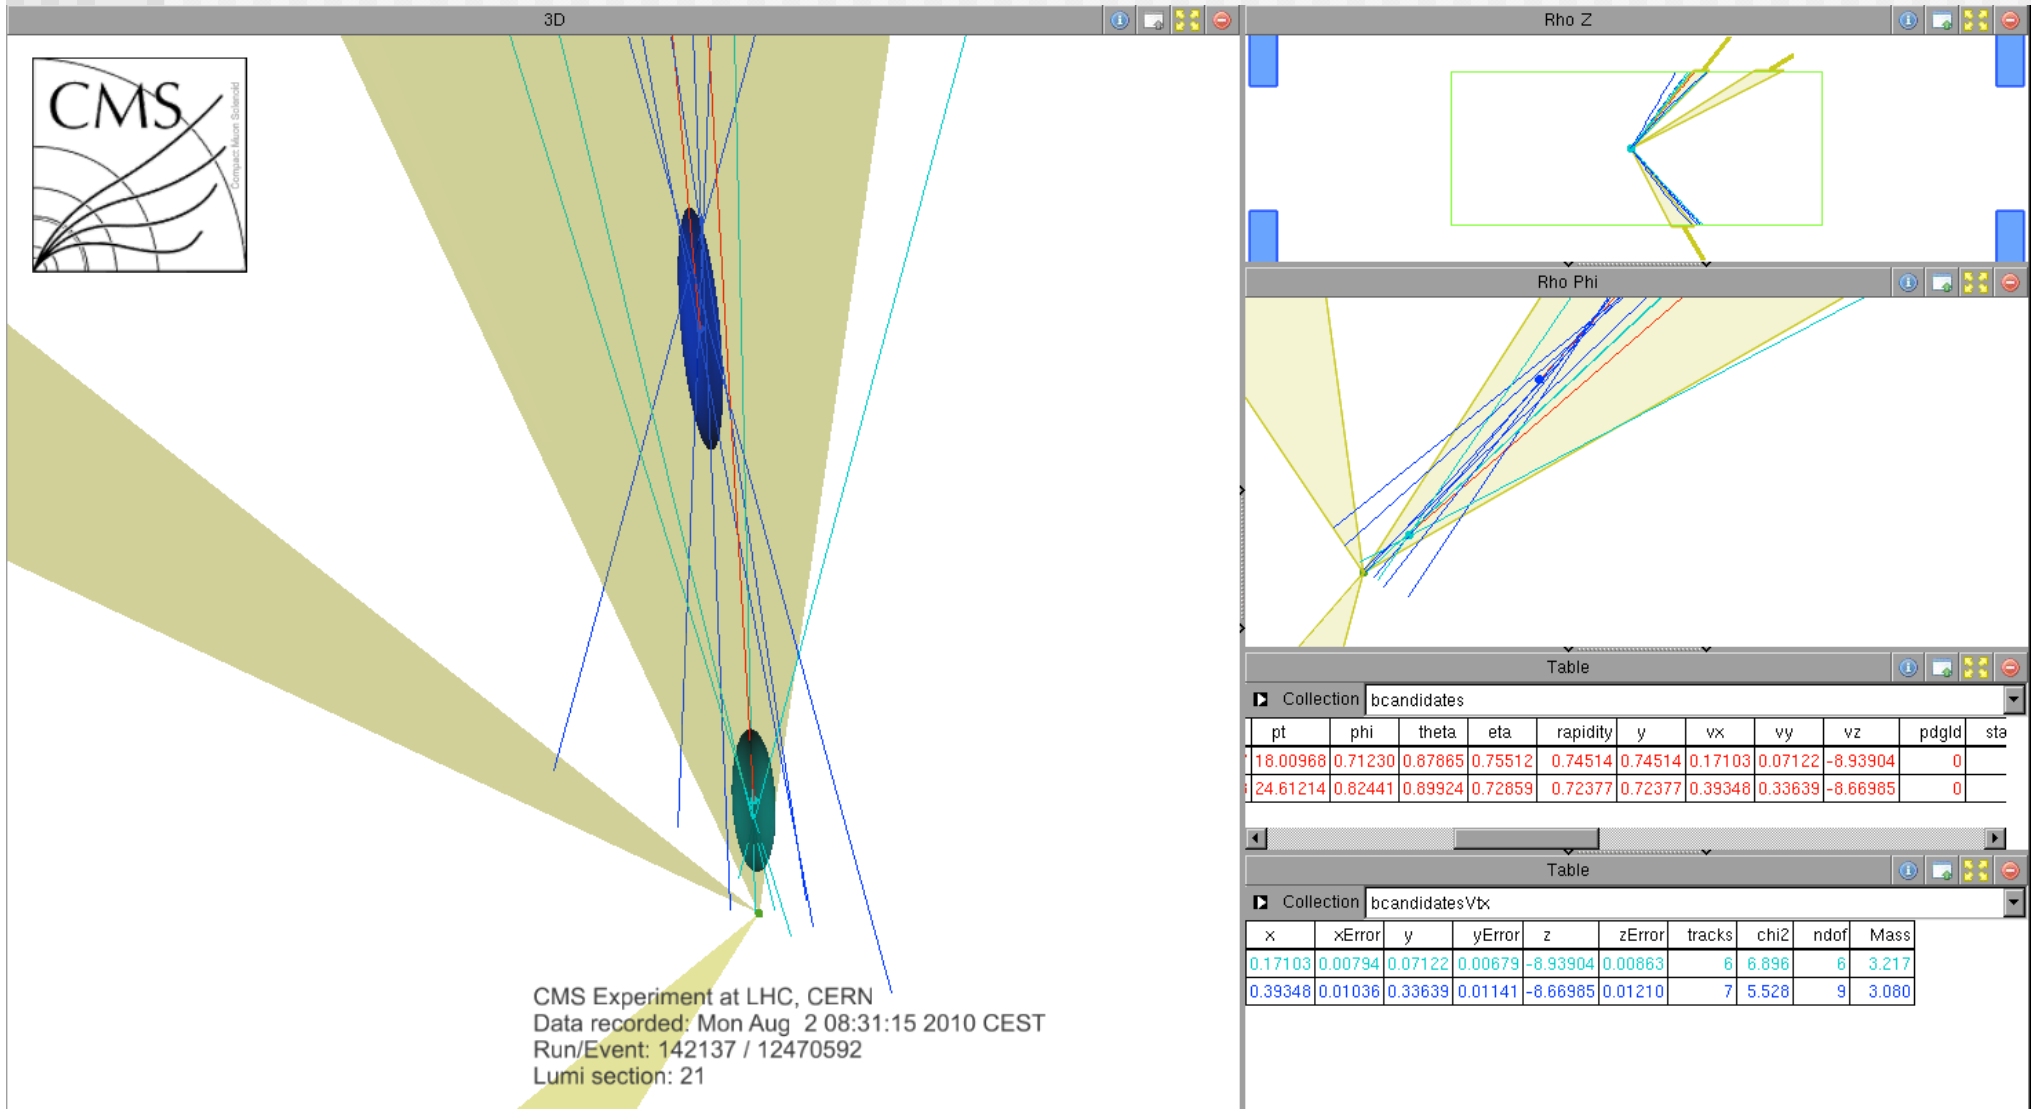 3D
CMS
Compact Muon Solenoid
CMS Experiment at LHC, CERN
Data recorded: Mon Aug 2 08:31:15 2010 CEST
Run/Event: 142137 / 12470592
Lumi section: 21
Rho Z
Rho Phi
Table
Collection bcandidates
pt phi theta eta rapidity y vx vy vz pdgId sta
18.00968 0.71230 0.87865 0.75512 0.74514 0.74514 0.17103 0.07122 -8.93904 0
24.61214 0.82441 0.89924 0.72859 0.72377 0.72377 0.39348 0.33639 -8.66985 0
Table
Collection bcandidatesVtx
x xError y yError z zError tracks chi2 ndof Mass
0.17103 0.00794 0.07122 0.00679 -8.93904 0.00863 6 6.896 6 3.217
0.39348 0.01036 0.33639 0.01141 -8.66985 0.01210 7 5.528 9 3.080